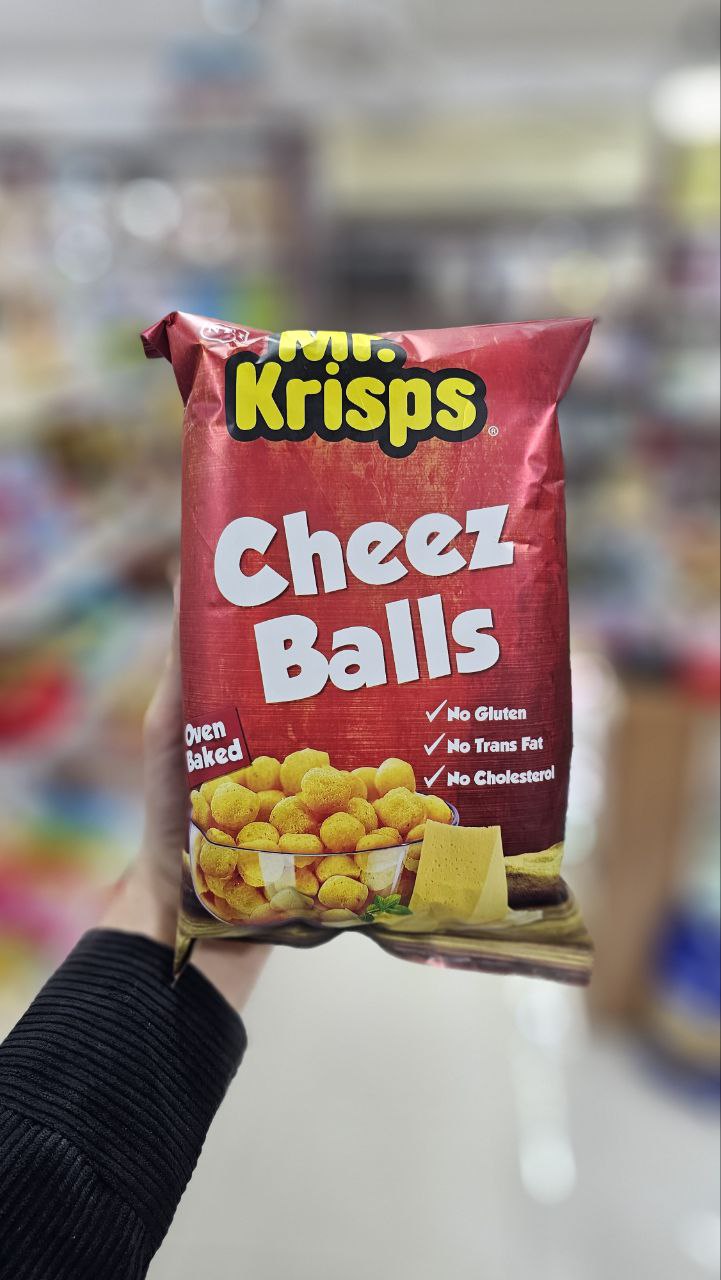 Mr.
Krisps
®
Cheez
Balls
Oven
Baked
✓No Gluten
✓No Trans Fat
✓No Cholesterol